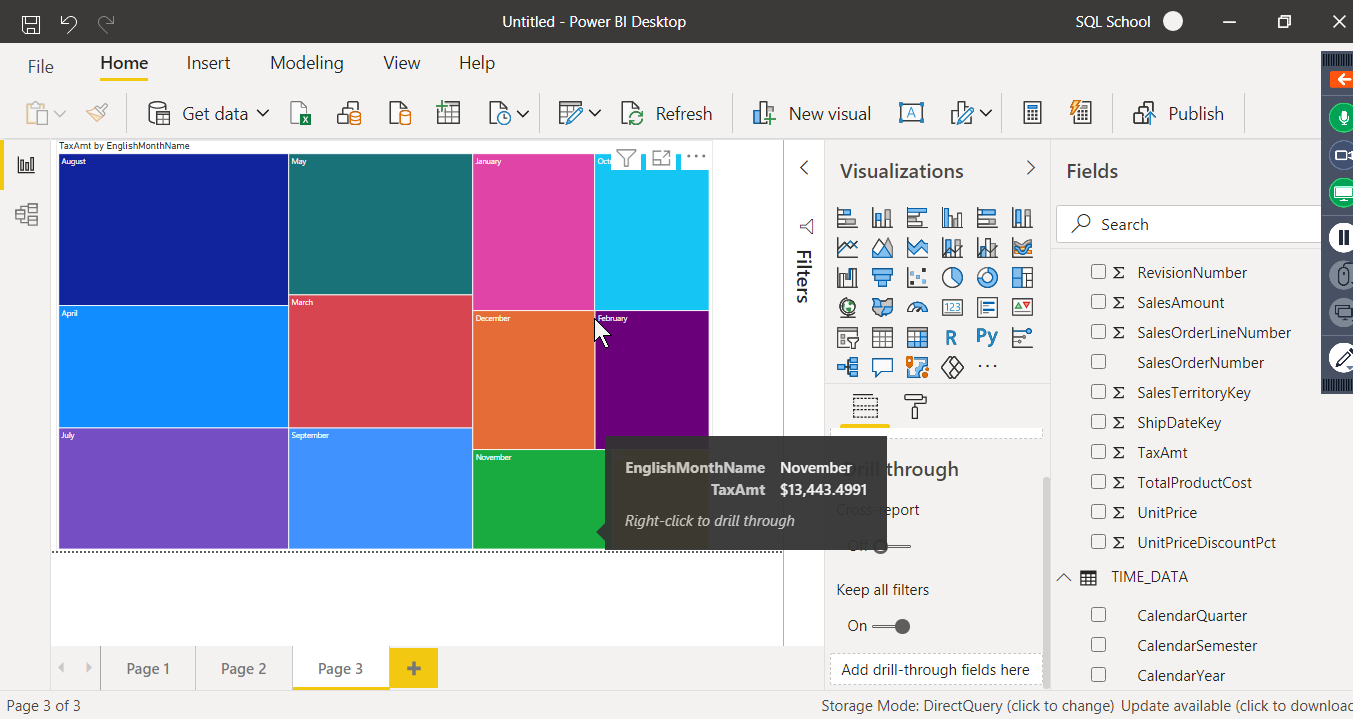 Untitled - Power BI Desktop
SQL School
File
Home
Insert
Modeling
View
Help
Get data
Refresh
New visual
Publish
TaxAmt by EnglishMonthName
August
May
January
April
March
December
February
July
September
November
EnglishMonthName November
TaxAmt $13,443.4991
Right-click to drill through
Filters
Visualizations
123
R
Py
through
report
Off
Keep all filters
On
Add drill-through fields here
Fields
Search
RevisionNumber
SalesAmount
SalesOrderLineNumber
SalesOrderNumber
SalesTerritoryKey
ShipDateKey
TaxAmt
TotalProductCost
UnitPrice
UnitPriceDiscountPct
TIME_DATA
CalendarQuarter
CalendarSemester
CalendarYear
Page 1
Page 2
Page 3
Page 3 of 3
Storage Mode: DirectQuery (click to change)
Update available (click to download